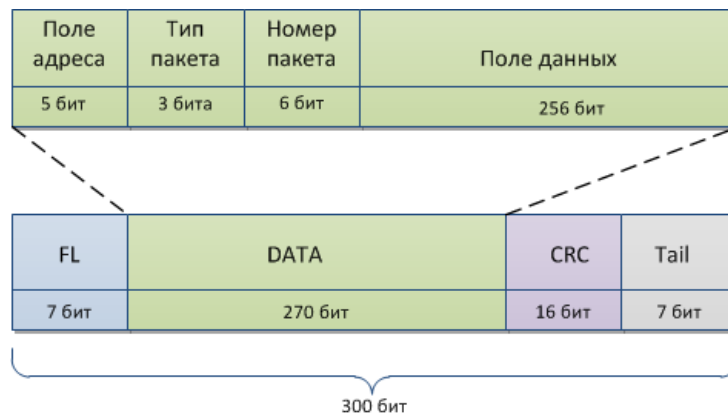 Поле адреса
Тип пакета
Номер пакета
Поле данных
5 бит
3 бита
6 бит
256 бит
FL
DATA
CRC
Tail
7 бит
270 бит
16 бит
7 бит
300 бит